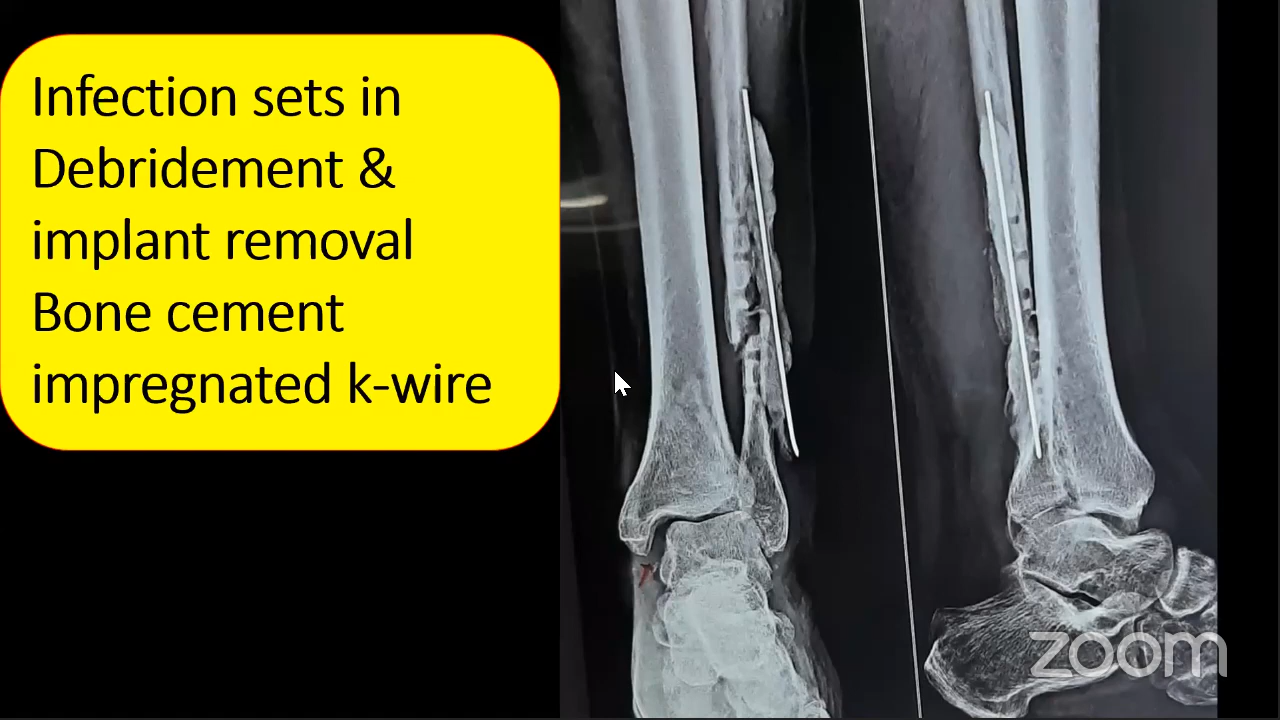 Infection sets in
Debridement &
implant removal
Bone cement
impregnated k-wire
zoom